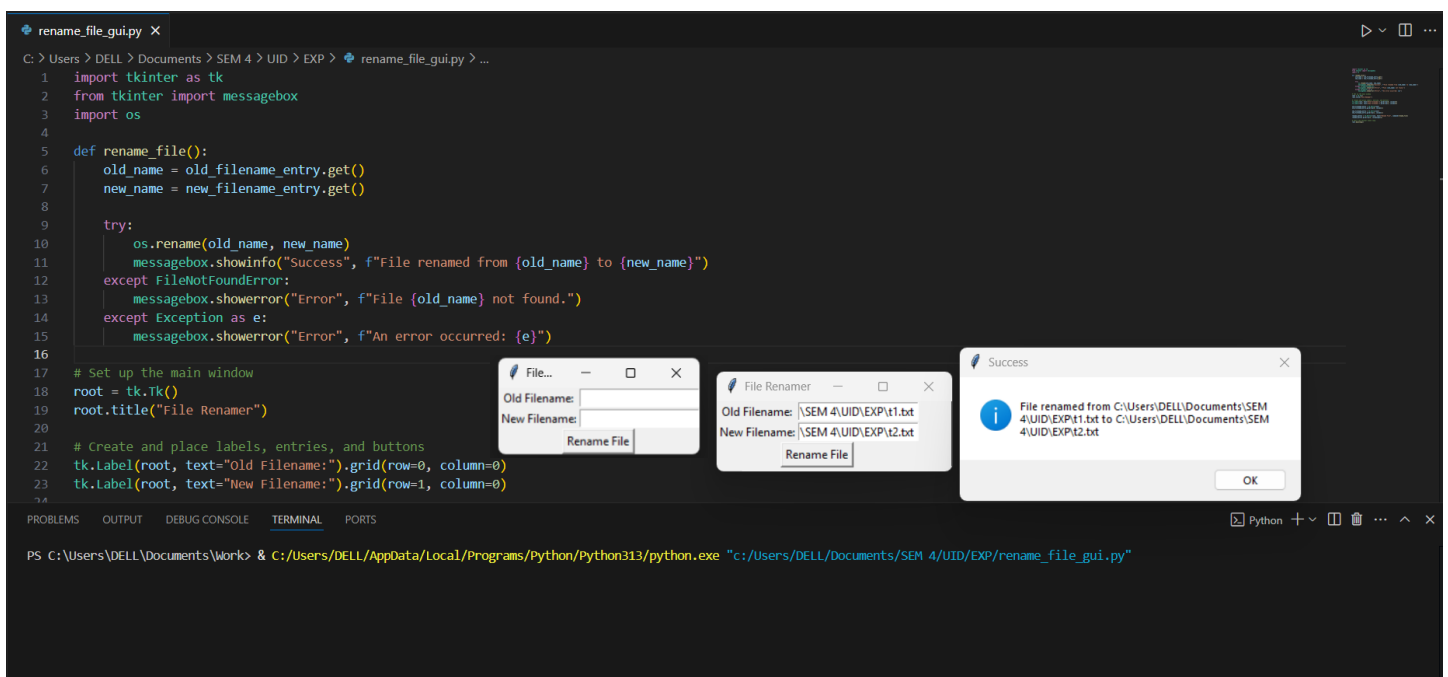 rename_file_gui.py
C: > Users > DELL > Documents > SEM 4 > UID > EXP > rename_file_gui.py > ...
1 import tkinter as tk
2 from tkinter import messagebox
3 import os
4
5 def rename_file():
6     old_name = old_filename_entry.get()
7     new_name = new_filename_entry.get()
8
9     try:
10         os.rename(old_name, new_name)
11         messagebox.showinfo("Success", f"File renamed from {old_name} to {new_name}")
12     except FileNotFoundError:
13         messagebox.showerror("Error", f"File {old_name} not found.")
14     except Exception as e:
15         messagebox.showerror("Error", f"An error occurred: {e}")
16
17 # Set up the main window
18 root = tk.Tk()
19 root.title("File Renamer")
20
21 # Create and place labels, entries, and buttons
22 tk.Label(root, text="Old Filename:").grid(row=0, column=0)
23 tk.Label(root, text="New Filename:").grid(row=1, column=0)
24
File...
Old Filename:
New Filename:
Rename File
File Renamer
Old Filename: \SEM 4\UID\EXP\t1.txt
New Filename: \SEM 4\UID\EXP\t2.txt
Rename File
Success
File renamed from C:\Users\DELL\Documents\SEM
4\UID\EXP\t1.txt to C:\Users\DELL\Documents\SEM
4\UID\EXP\t2.txt
OK
PROBLEMS OUTPUT DEBUG CONSOLE TERMINAL PORTS
Python
PS C:\Users\DELL\Documents\Work> & C:/Users/DELL/AppData/Local/Programs/Python/Python313/python.exe "c:/Users/DELL/Documents/SEM 4/UID/EXP/rename_file_gui.py"